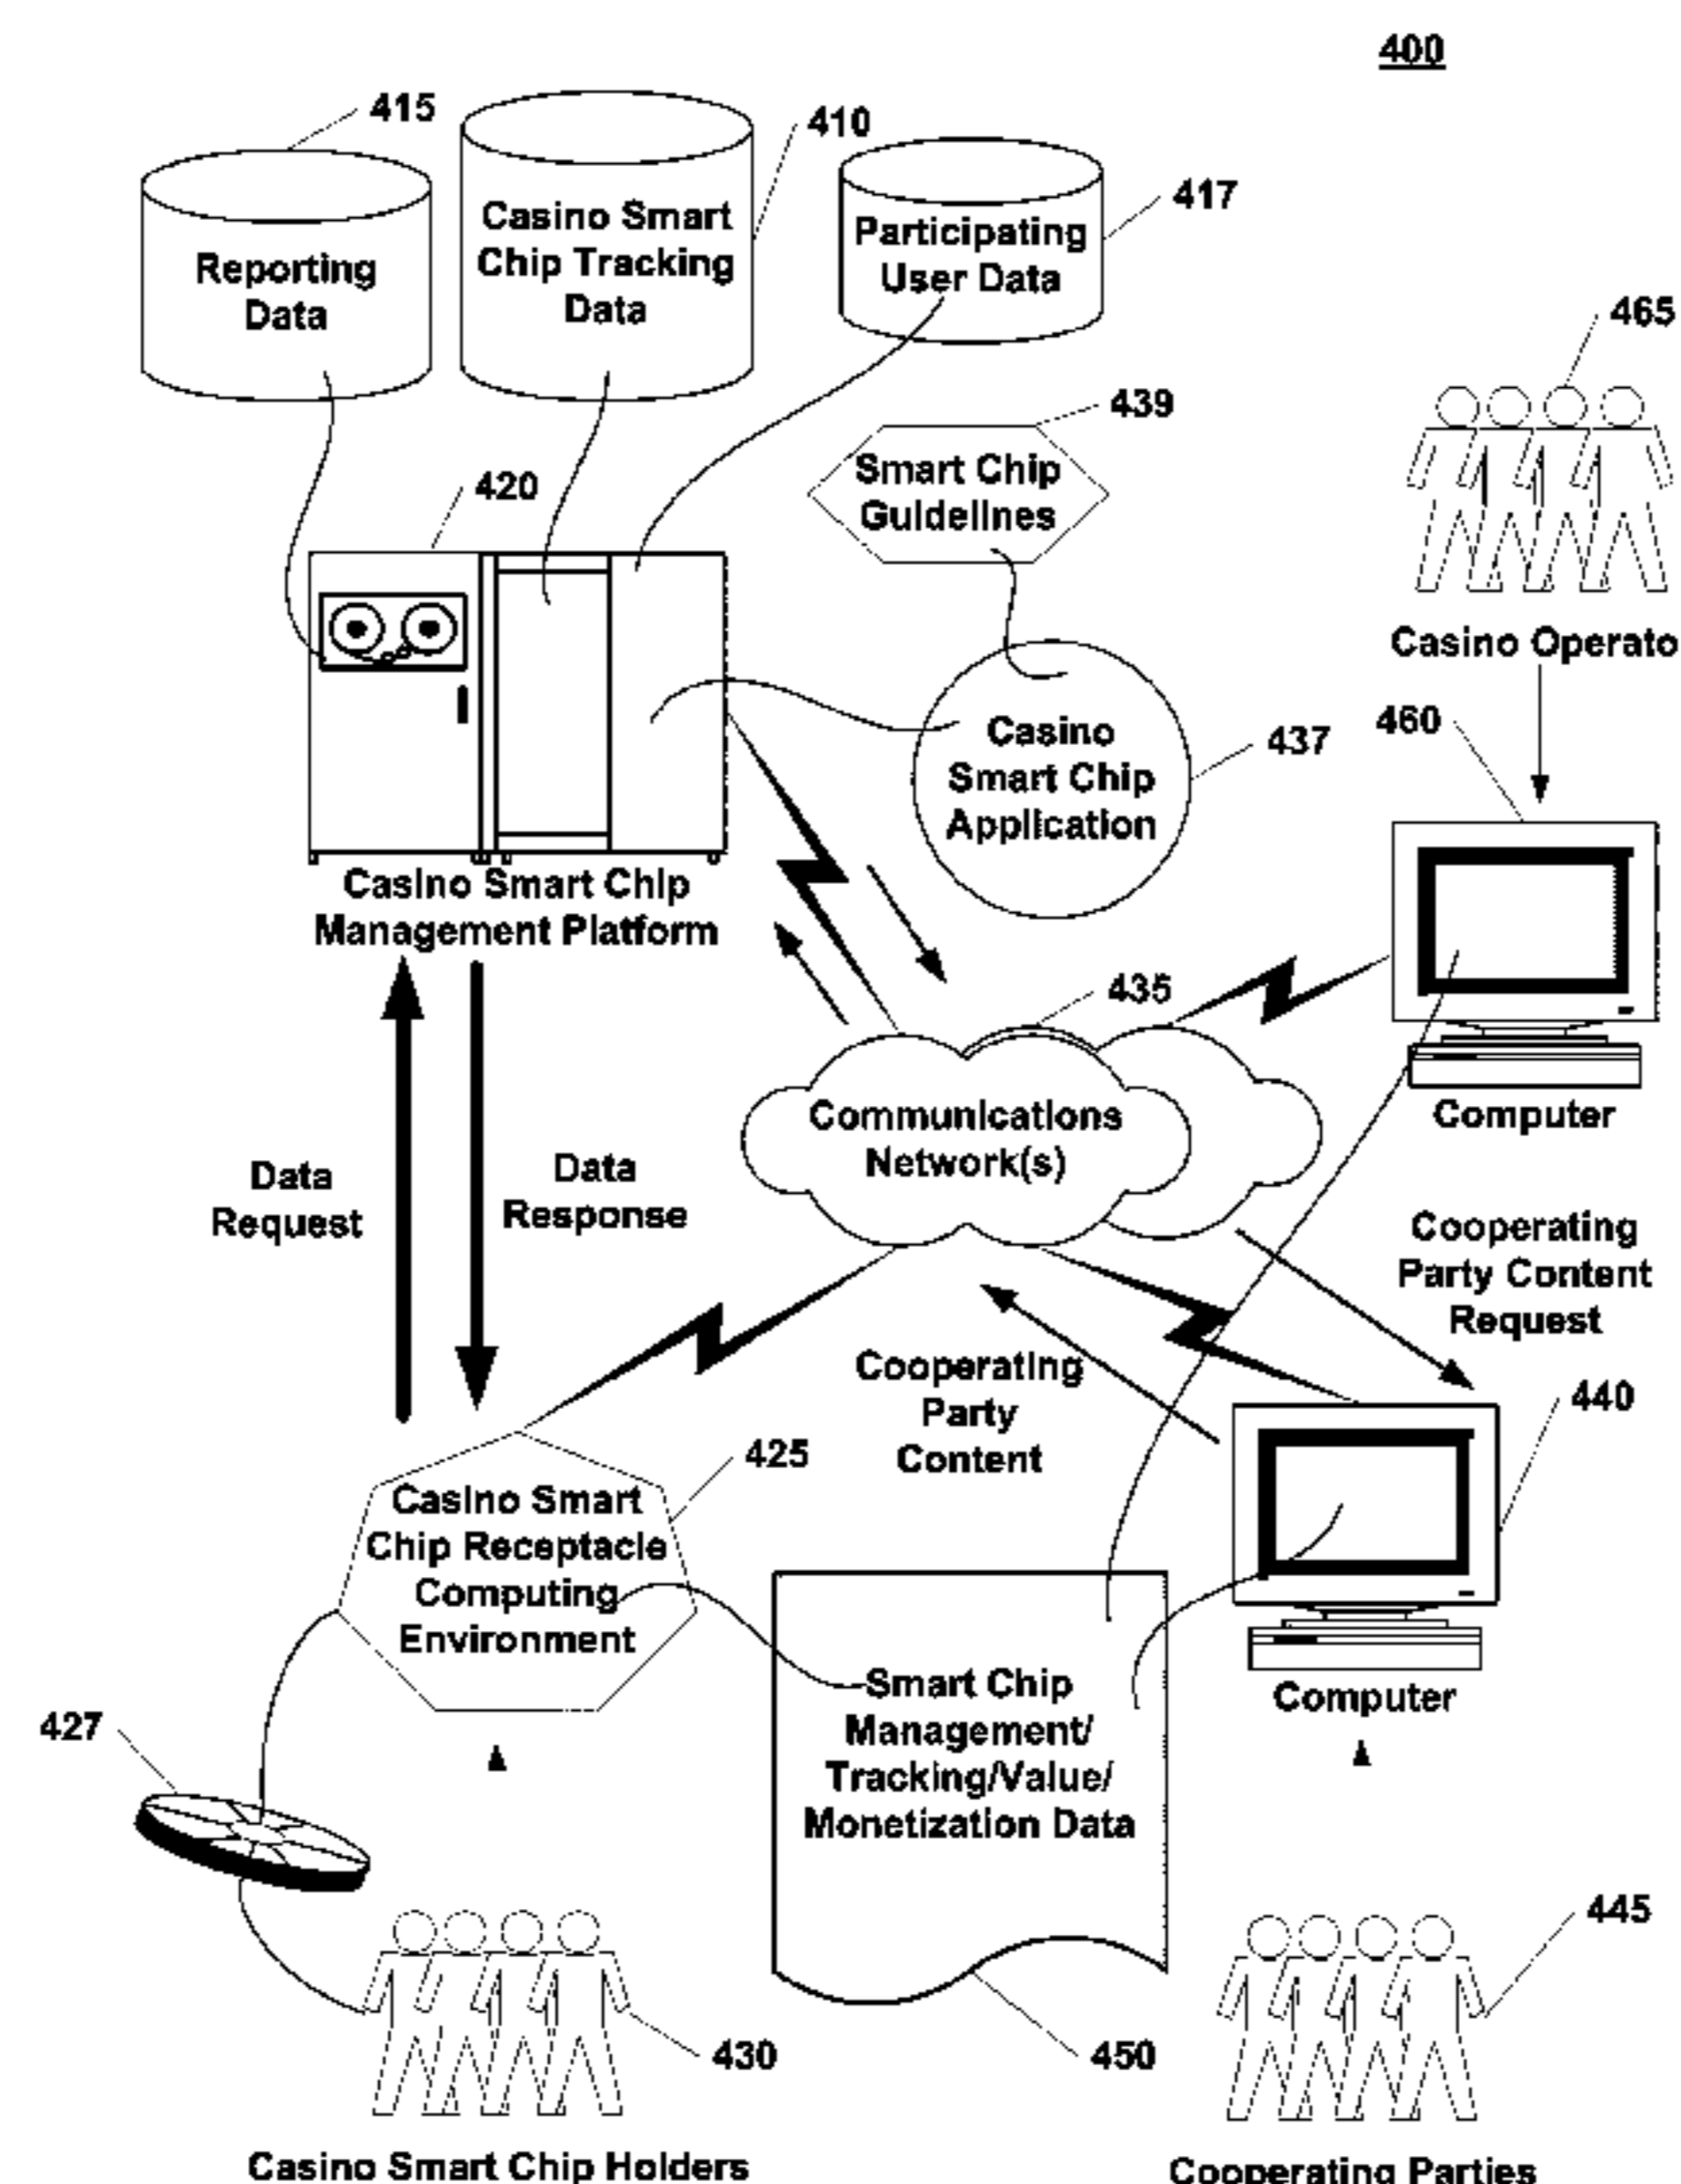 400
415
410
417
Reporting
Data
Casino Smart
Chip Tracking
Data
Participating
User Data
465
439
Smart Chip
Guidelines
420
Casino Operato
460
Casino
Smart Chip
Application
437
Casino Smart Chip
Management Platform
435
Communications
Network(s)
Computer
Data
Request
Data
Response
Cooperating
Party Content
Request
Cooperating
Party
Content
440
425
Casino Smart
Chip Receptacle
Computing
Environment
Computer
427
Smart Chip
Management/
Tracking/Value/
Monetization Data
445
430
450
Casino Smart Chip Holders
Cooperating Parties